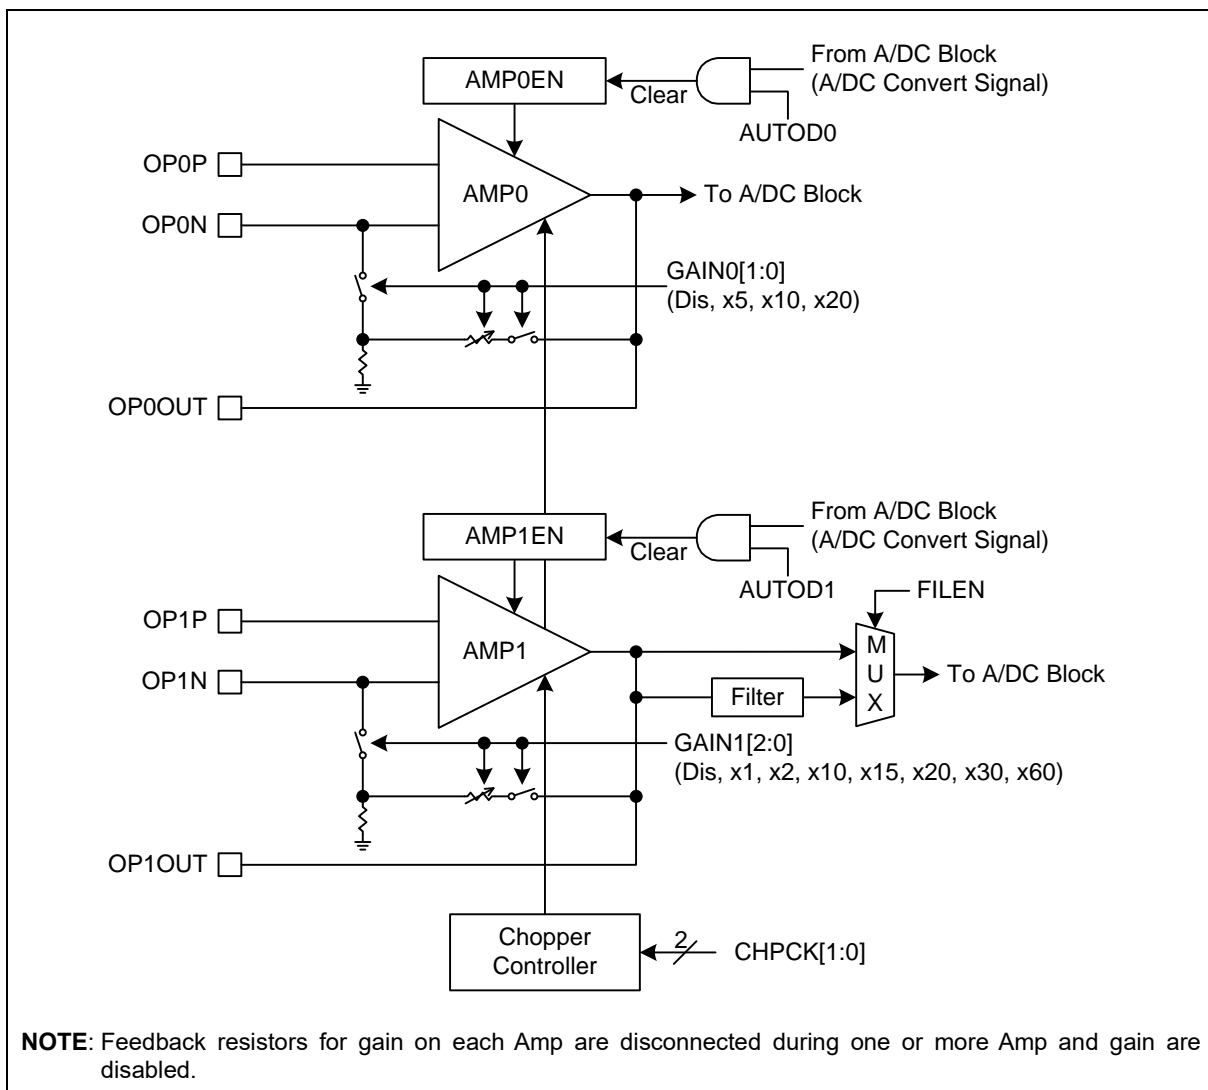 From A/DC Block
(A/DC Convert Signal)
AMP0EN
Clear
AUTOD0
OP0P
AMP0
To A/DC Block
OP0N
GAIN0[1:0]
(Dis, x5, x10, x20)
OP0OUT
From A/DC Block
(A/DC Convert Signal)
AMP1EN
Clear
AUTOD1
FILEN
OP1P
AMP1
M
U
X
To A/DC Block
OP1N
Filter
GAIN1[2:0]
(Dis, x1, x2, x10, x15, x20, x30, x60)
OP1OUT
Chopper
Controller
2
CHPCK[1:0]
NOTE: Feedback resistors for gain on each Amp are disconnected during one or more Amp and gain are
disabled.